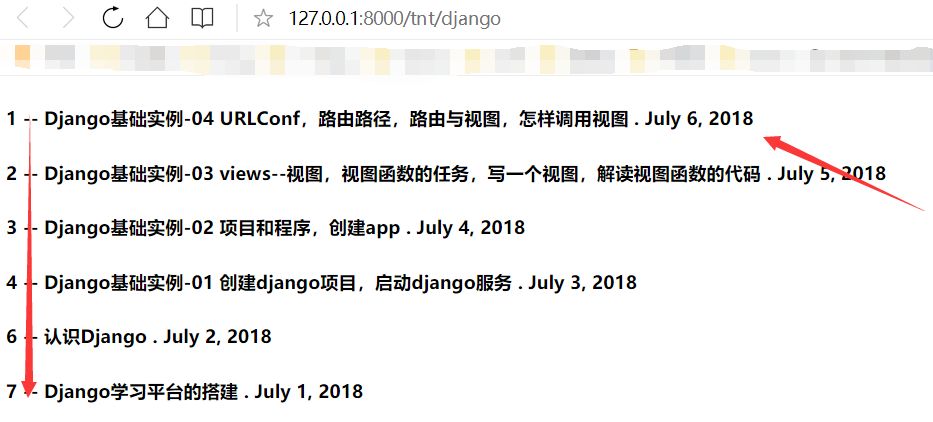 127.0.0.1:8000/tnt/django
1 -- Django基础实例-04 URLConf，路由路径，路由与视图，怎样调用视图 . July 6, 2018
2 -- Django基础实例-03 views--视图，视图函数的任务，写一个视图，解读视图函数的代码 . July 5, 2018
3 -- Django基础实例-02 项目和程序，创建app . July 4, 2018
4 -- Django基础实例-01 创建django项目，启动django服务 . July 3, 2018
6 -- 认识Django . July 2, 2018
7 -- Django学习平台的搭建 . July 1, 2018